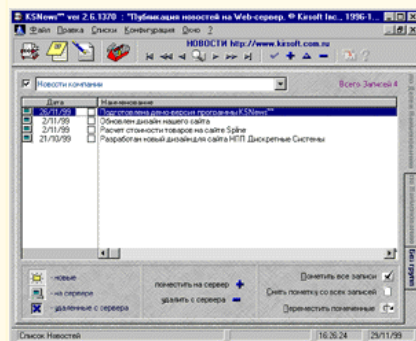 KSNews"" ver 2.6.1370 : "Публикация новостей на Web-сервер. © Kirsoft Inc., 1996-1...
Файл Правка Списки Конфигурация Окно ?
НОВОСТИ http://www.kirsoft.com.ru
Новости компании
Всего Записей 4
Дата Наименование
26/11/99 Подготовлена демо-версия программы KSNews""
2/11/99 Обновлен дизайн нашего сайта
2/11/99 Расчет стоимости товаров на сайте Spline
21/10/99 Разработан новый дизайн для сайта НПП Дискретные Системы
Без групп
- новые
- на сервере
- удаленные с сервера
поместить на сервер
удалить с сервера
Пометить все записи
Снять пометку со всех записей
Переместить помеченные
Список Новостей
16:26:24
29/11/99